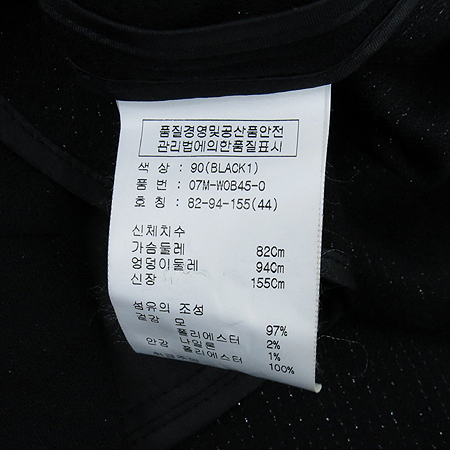 품질경영및공산품안전
관리법에의한품질표시
색 상 : 90(BLACK1)
품 번 : 07M-WOB45-0
호 칭 : 82-94-155(44)
신체치수
가슴둘레 82Cm
엉덩이둘레 94Cm
신장 155Cm
섬유의 조성
겉감 모 97%
폴리에스터 2%
안감 나일론 1%
폴리에스터 100%